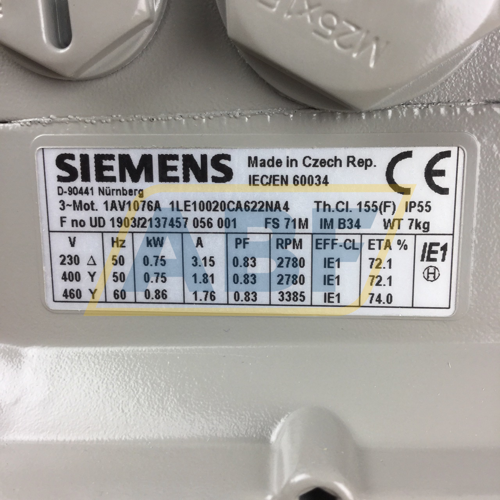 M25x1.5
SIEMENS Made in Czech Rep. CE
IEC/EN 60034
D-90441 Nürnberg
3~Mot. 1AV1076A 1LE10020CA622NA4 Th.Cl. 155(F) IP55
F no UD 1903/2137457 056 001 FS 71M IM B34 WT 7kg
V Hz kW A PF RPM EFF-CL ETA % IE1
230 Δ 50 0.75 3.15 0.83 2780 IE1 72.1
400 Y 50 0.75 1.81 0.83 2780 IE1 72.1
460 Y 60 0.86 1.76 0.83 3385 IE1 74.0
H
ABF